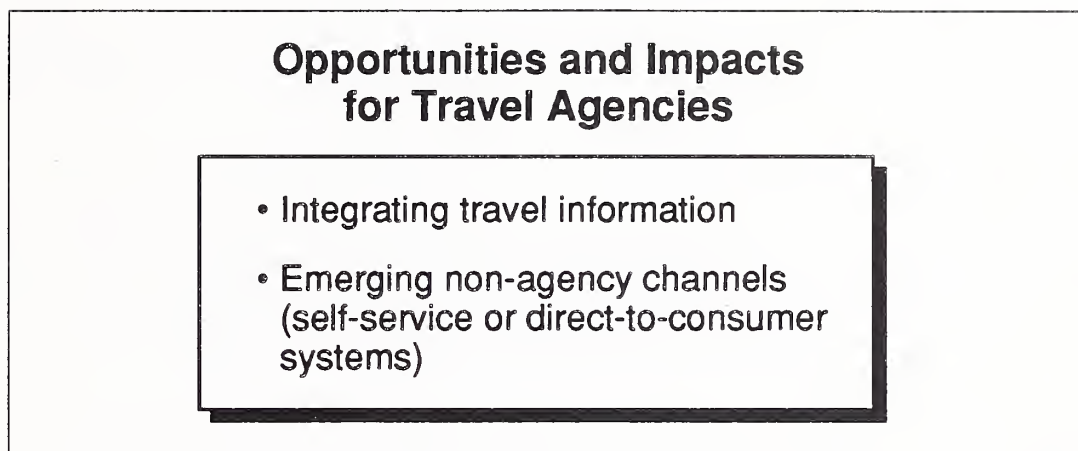 Opportunities and Impacts
for Travel Agencies
• Integrating travel information
• Emerging non-agency channels
(self-service or direct-to-consumer
systems)